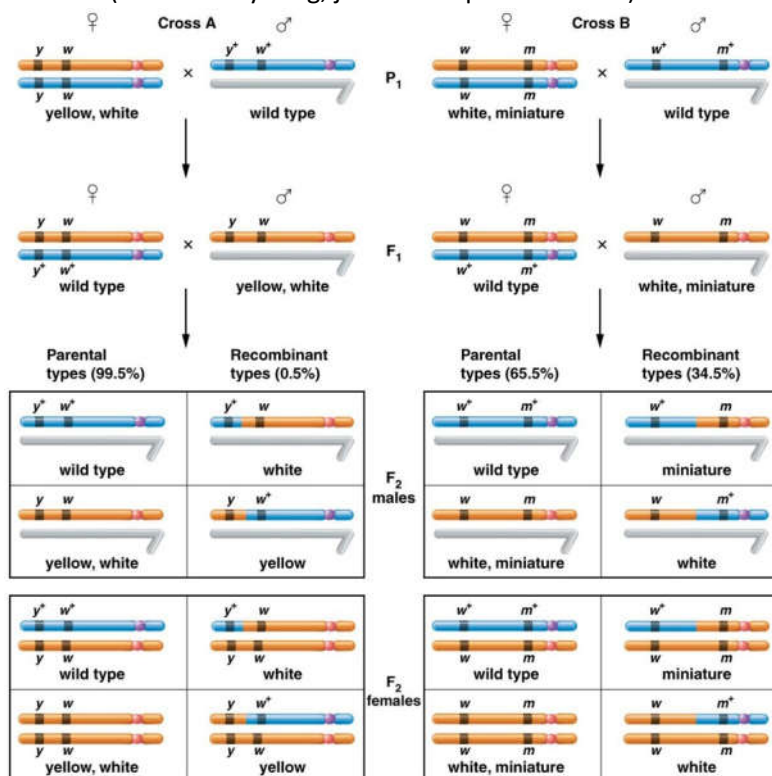 ♀ Cross A ♂ ♀ Cross B ♂
y w y⁺ w⁺ w m w⁺ m⁺
× P₁ ×
y w w m
yellow, white wild type white, miniature wild type
♀ ♂ ♀ ♂
y w y w w m w m
× F₁ ×
y⁺ w⁺ w⁺ m⁺
wild type yellow, white wild type white, miniature
Parental Recombinant Parental Recombinant
types (99.5%) types (0.5%) types (65.5%) types (34.5%)
y⁺ w⁺ y⁺ w w⁺ m⁺ w⁺ m
wild type white wild type miniature
F₂
males
y w y w⁺ w m w m⁺
yellow, white yellow white, miniature white
y⁺ w⁺ y⁺ w w⁺ m⁺ w⁺ m
y w y w w m w m
wild type white wild type miniature
F₂
females
y w y w⁺ w m w m⁺
y w y w w m w m
yellow, white yellow white, miniature white